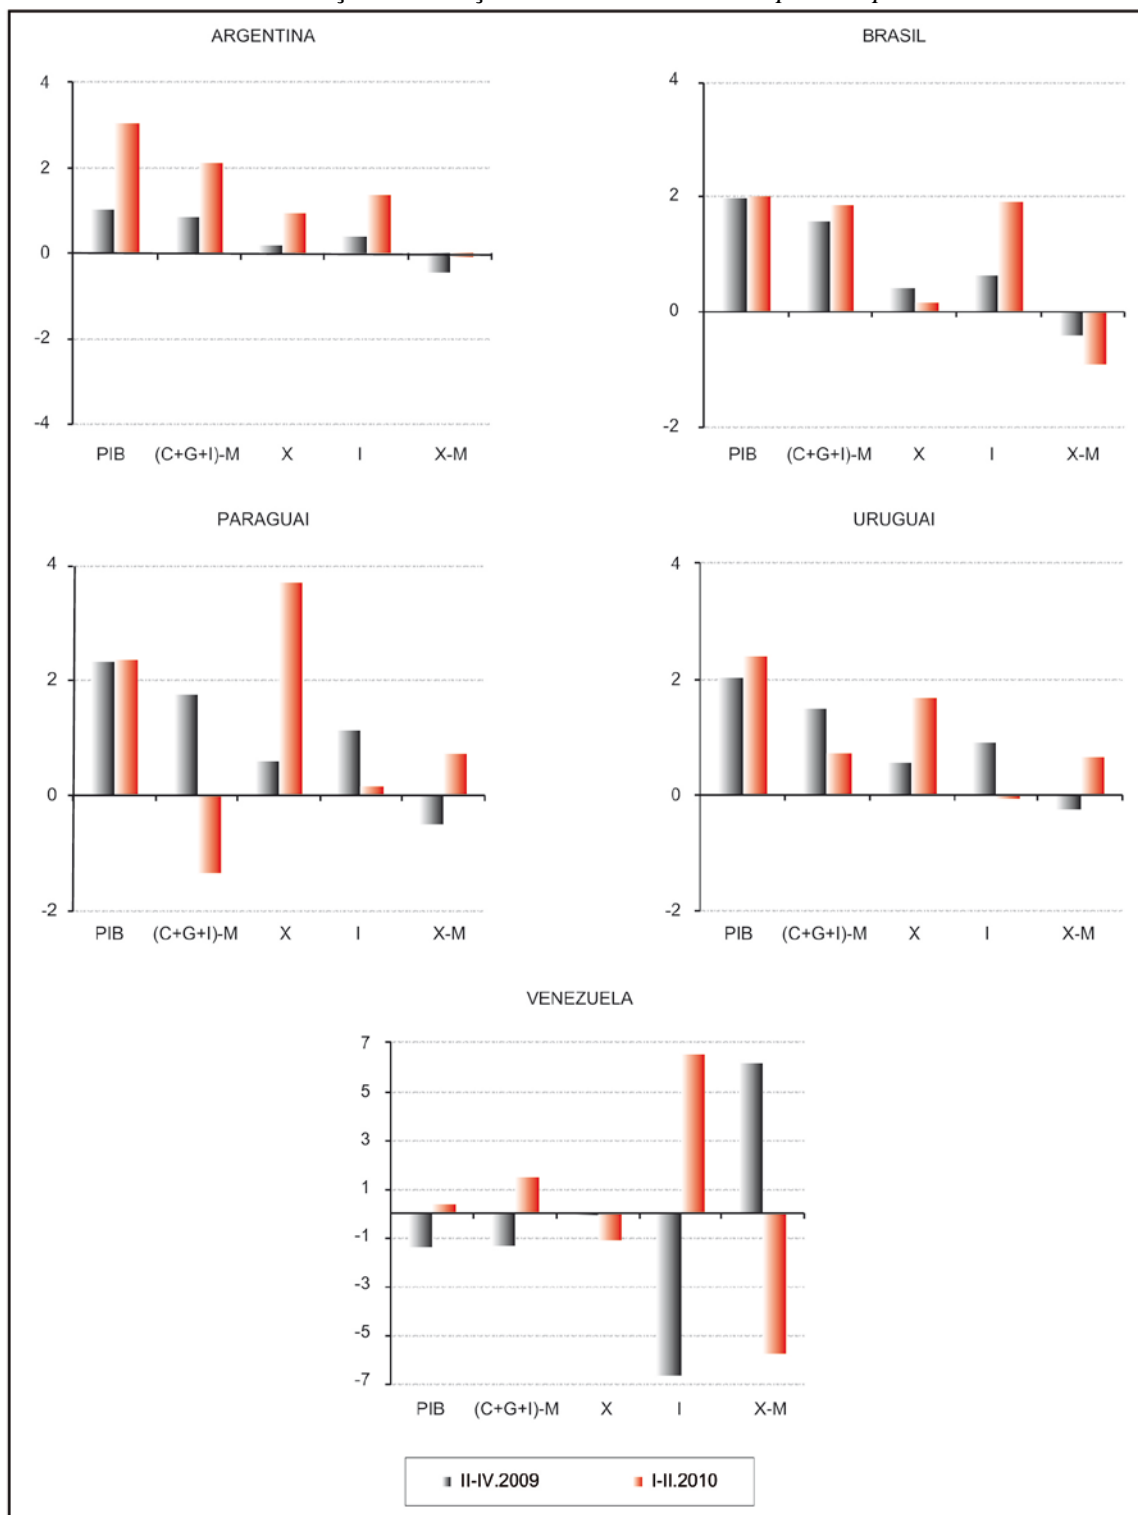 ARGENTINA
4
2
0
-2
-4
PIB (C+G+I)-M X I X-M
BRASIL
4
2
0
-2
PIB (C+G+I)-M X I X-M
PARAGUAI
4
2
0
-2
PIB (C+G+I)-M X I X-M
URUGUAI
4
2
0
-2
PIB (C+G+I)-M X I X-M
VENEZUELA
7
5
3
1
-1
-3
-5
-7
PIB (C+G+I)-M X I X-M
II-IV.2009 I-II.2010